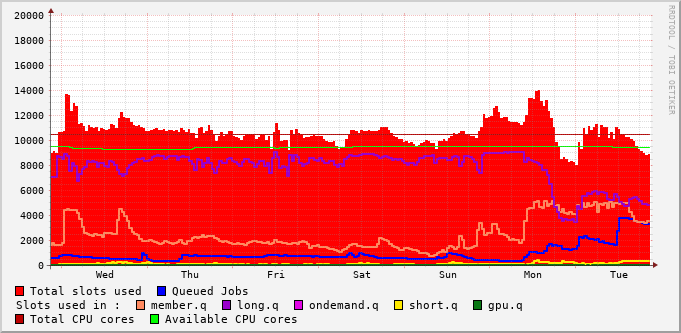 RRDTOOL / TOBI OETIKER
20000
18000
16000
14000
12000
10000
8000
6000
4000
2000
0
Wed Thu Fri Sat Sun Mon Tue
Total slots used Queued Jobs
Slots used in : member.q long.q ondemand.q short.q gpu.q
Total CPU cores Available CPU cores